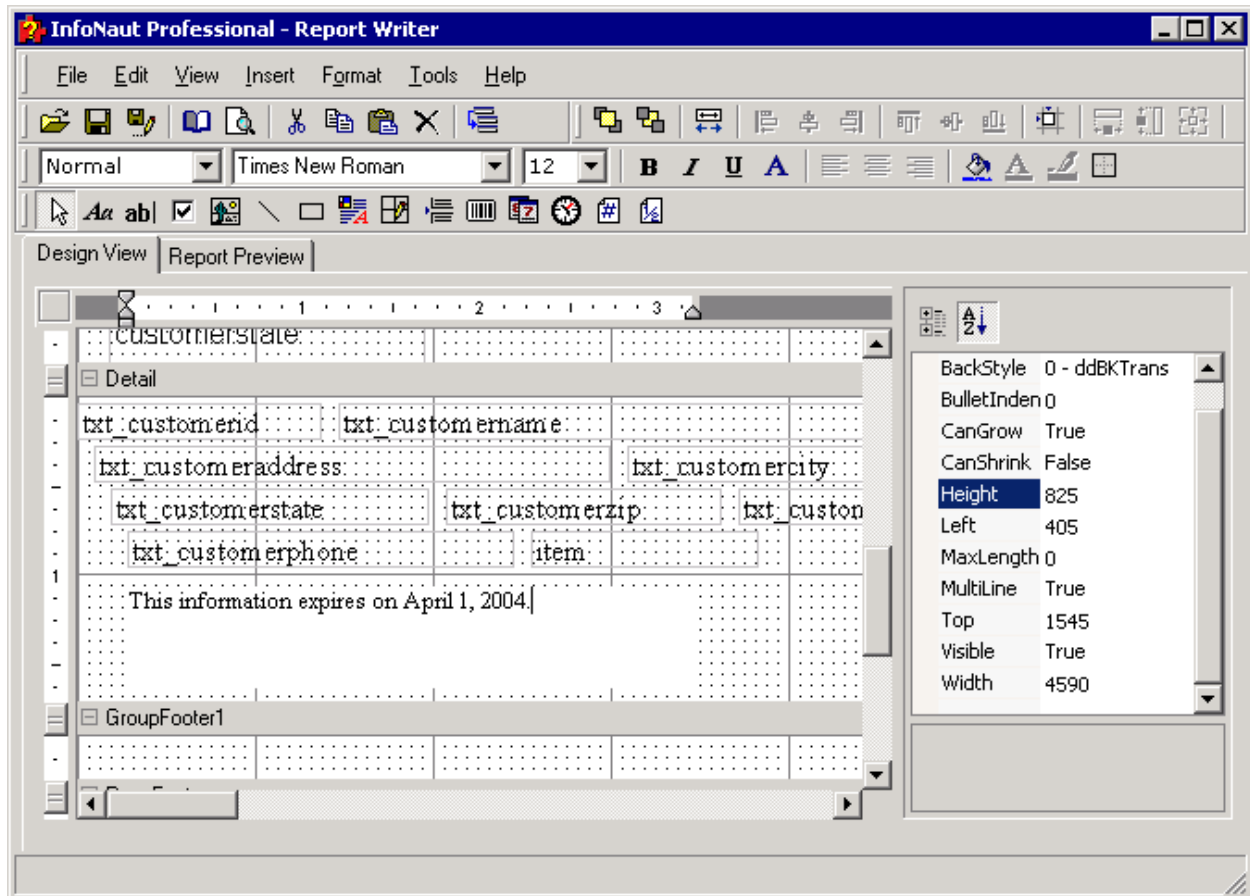 InfoNaut Professional - Report Writer
File Edit View Insert Format Tools Help
Normal Times New Roman 12 B I U A
Aa ab|
Design View Report Preview
1 2 3
customerstate
Detail
txt_customerid txt_customername
txt_customeraddress txt_customercity
txt_customerstate txt_customerzip txt_custom
txt_customerphone item
1
This information expires on April 1, 2004.
GroupFooter1
BackStyle 0 - ddBKTrans
BulletInden 0
CanGrow True
CanShrink False
Height 825
Left 405
MaxLength 0
MultiLine True
Top 1545
Visible True
Width 4590